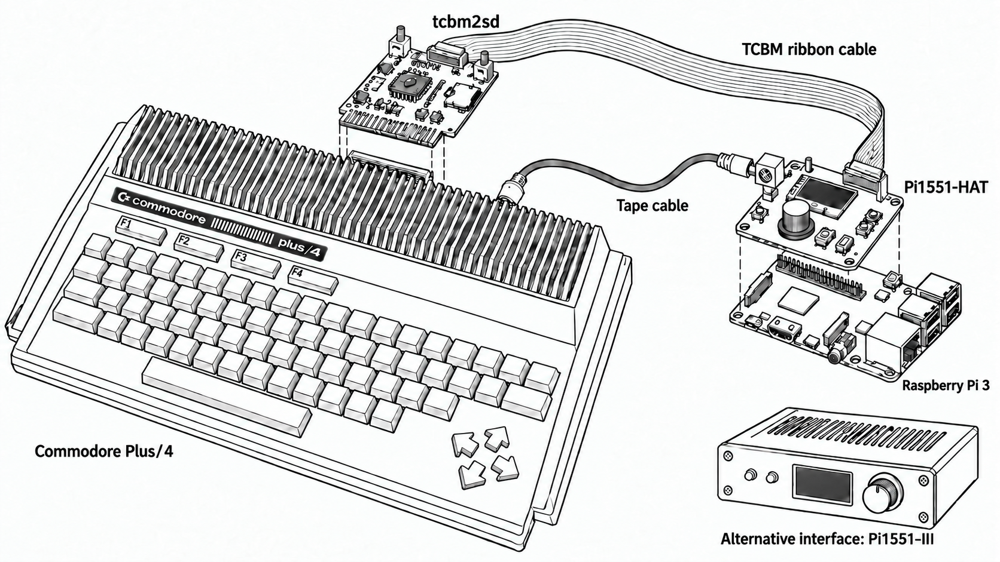 tcbm2sd
TCBM ribbon cable
Tape cable
Pi1551-HAT
commodore plus/4
F1
F2
F3
F4
Raspberry Pi 3
Commodore Plus/4
Alternative interface: Pi1551-III